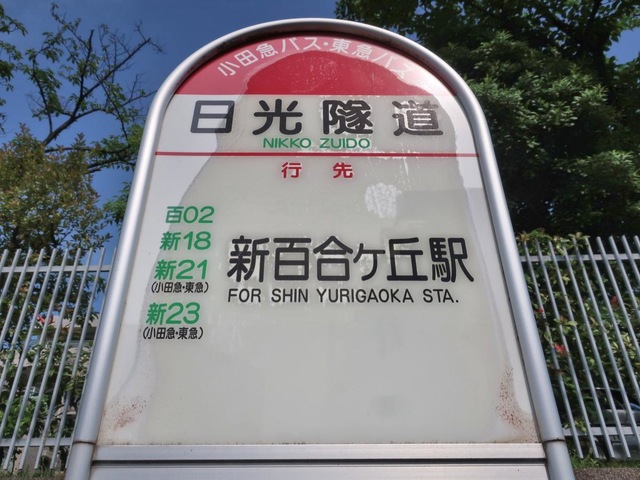 小田急バス・東急バス
日光隧道
NIKKO ZUIDO
行先
百02
新18
新21
(小田急・東急)
新23
(小田急・東急)
新百合ヶ丘駅
FOR SHIN YURIGAOKA STA.